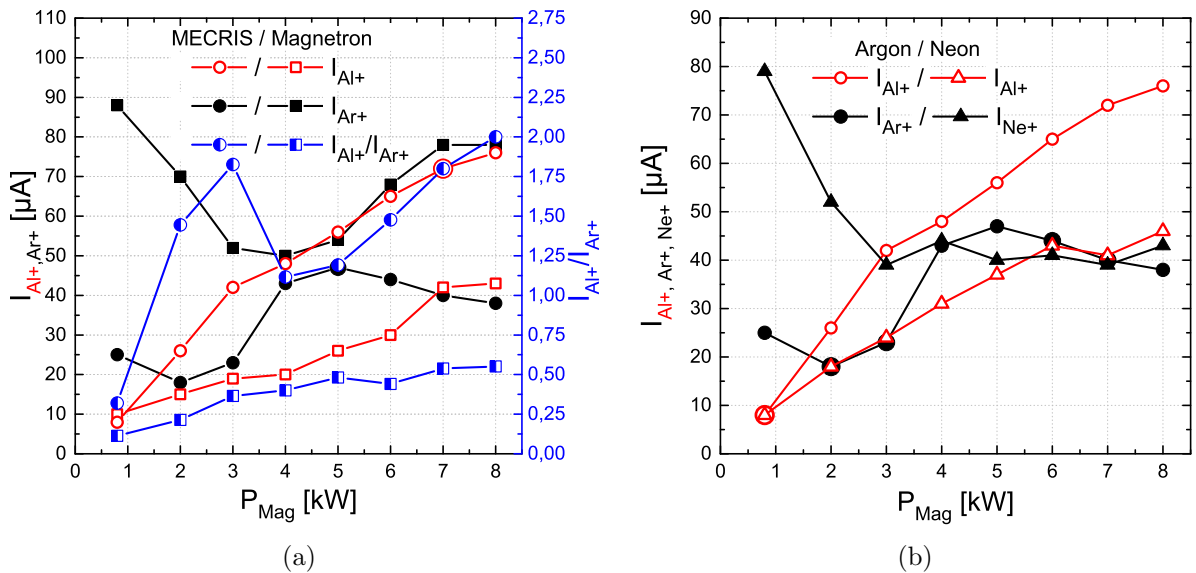 MECRIS / Magnetron
/ I_Al+
/ I_Ar+
/ I_Al+/I_Ar+
110
100
90
80
70
60
50
40
30
20
10
0
2,75
2,50
2,25
2,00
1,75
1,50
1,25
1,00
0,75
0,50
0,25
0,00
0 1 2 3 4 5 6 7 8
I_Al+,Ar+ [µA]
I_Al+/I_Ar+
P_Mag [kW]
(a)
Argon / Neon
I_Al+ / I_Al+
I_Ar+ / I_Ne+
90
80
70
60
50
40
30
20
10
0
0 1 2 3 4 5 6 7 8
I_Al+, Ar+, Ne+ [µA]
P_Mag [kW]
(b)